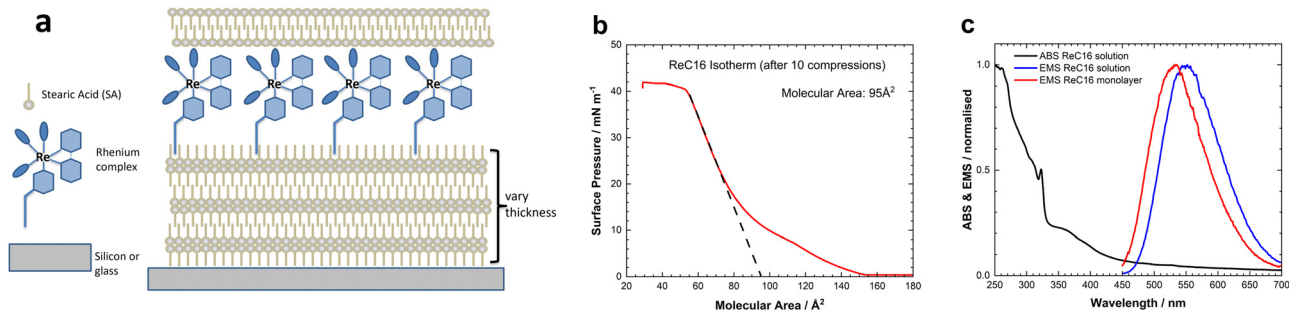 a
Stearic Acid (SA)
Re
Rhenium
complex
Silicon or
glass
Re
Re
Re
Re
vary
thickness
b
ReC16 Isotherm (after 10 compressions)
Molecular Area: 95Å²
Surface Pressure / mN m⁻¹
50
40
30
20
10
0
20 40 60 80 100 120 140 160 180
Molecular Area / Å²
c
ABS ReC16 solution
EMS ReC16 solution
EMS ReC16 monolayer
ABS & EMS / normalised
1.0
0.5
0.0
250 300 350 400 450 500 550 600 650 700
Wavelength / nm